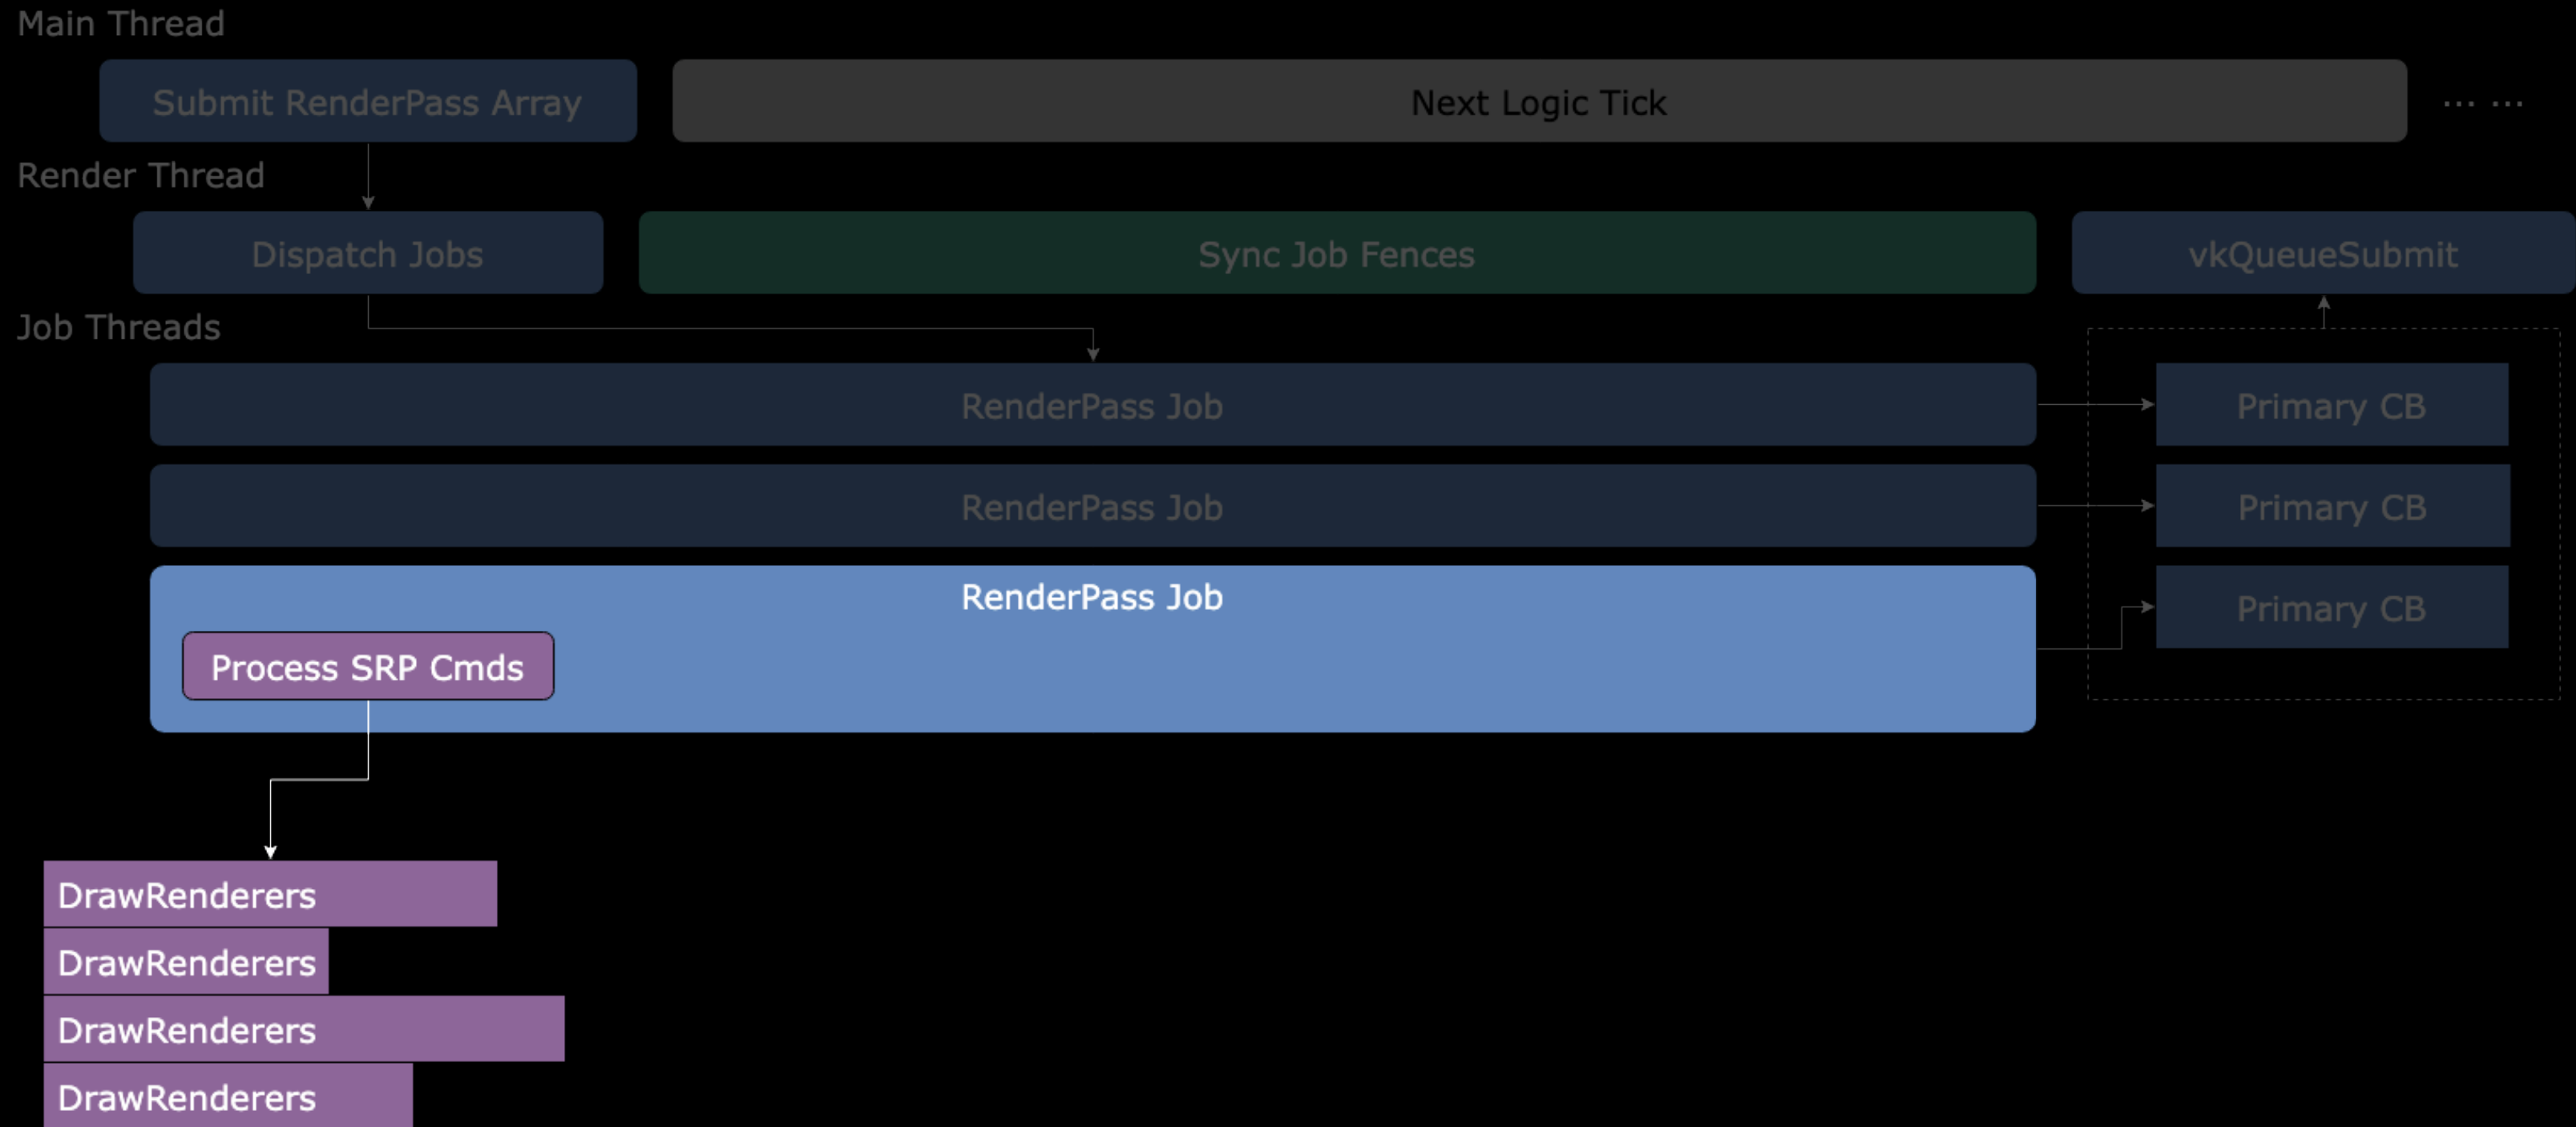 Main Thread
Submit RenderPass Array
Next Logic Tick
... ...
Render Thread
Dispatch Jobs
Sync Job Fences
vkQueueSubmit
Job Threads
RenderPass Job
Primary CB
RenderPass Job
Primary CB
RenderPass Job
Primary CB
Process SRP Cmds
DrawRenderers
DrawRenderers
DrawRenderers
DrawRenderers